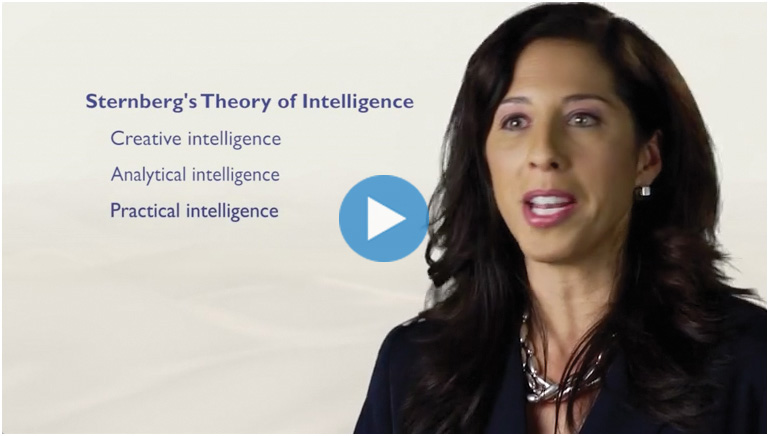 Sternberg's Theory of Intelligence
Creative intelligence
Analytical intelligence
Practical intelligence